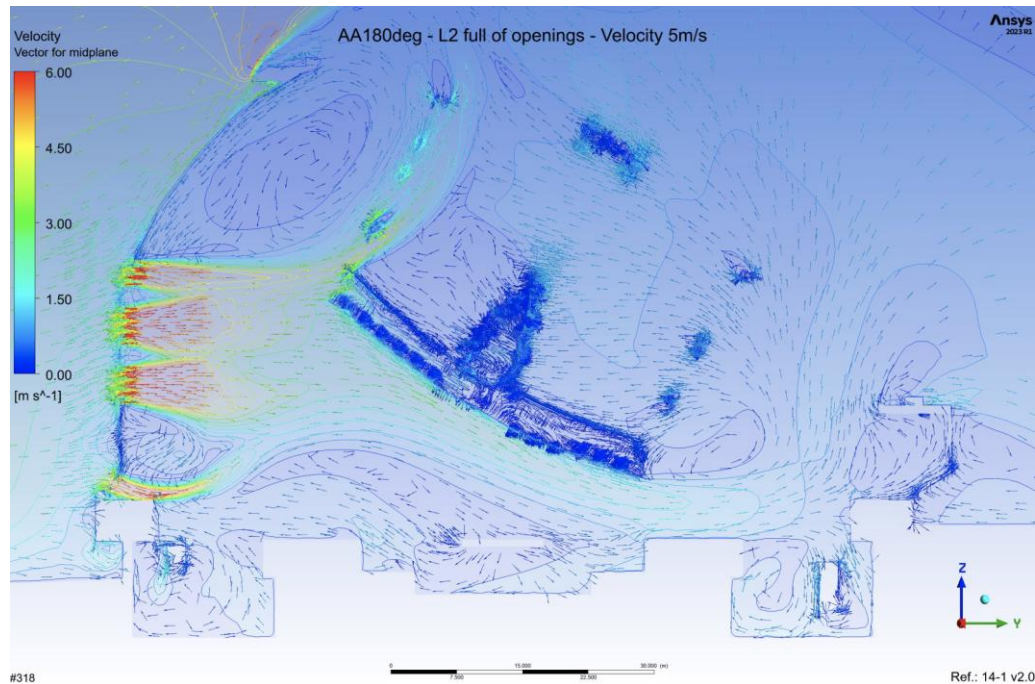 Velocity
Vector for midplane
AA180deg - L2 full of openings - Velocity 5m/s
Ansys
2023 R1
6.00
4.50
3.00
1.50
0.00
[m s^-1]
Z
Y
0
15.000
30.000 (m)
7.500
22.500
#318
Ref.: 14-1 v2.0